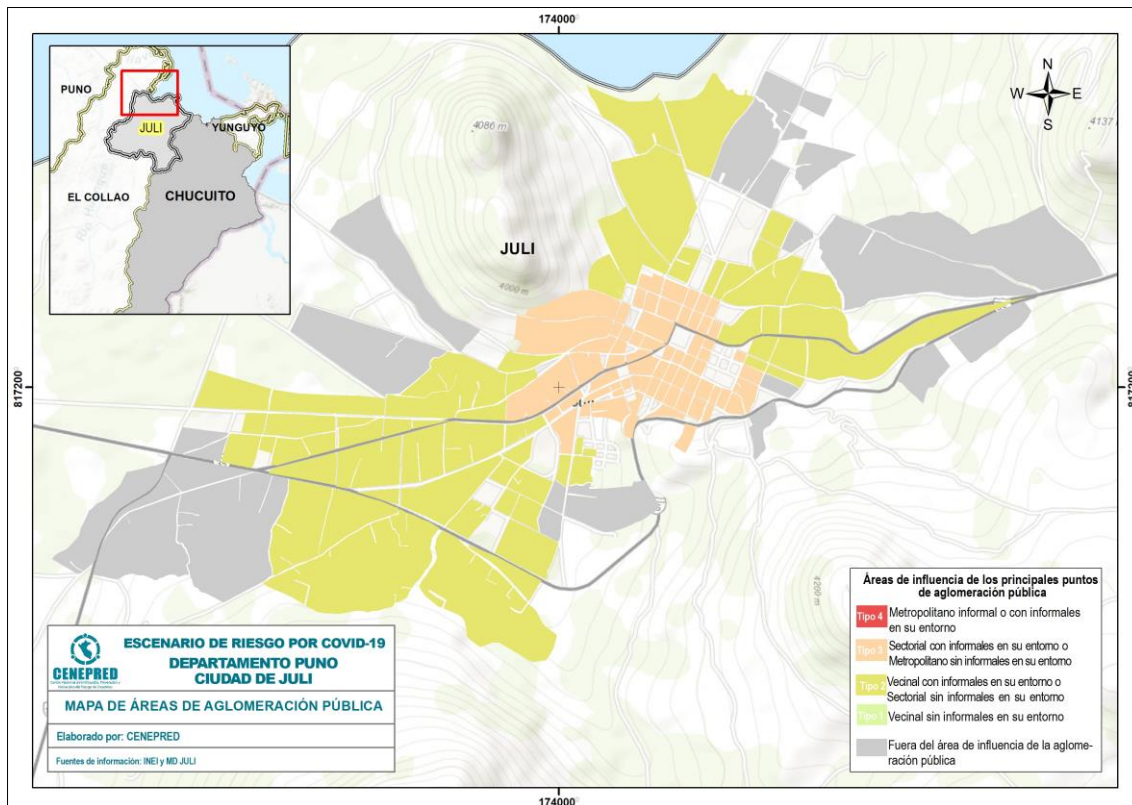 174000
PUNO
JULI
YUNGUYO
EL COLLAO
CHUCUITO
N
W E
S
4086 m
4137 m
JULI
4000 m
817200
817200
4200 m
ESCENARIO DE RIESGO POR COVID-19
DEPARTAMENTO PUNO
CIUDAD DE JULI
CENEPRED
MAPA DE ÁREAS DE AGLOMERACIÓN PÚBLICA
Elaborado por: CENEPRED
Fuentes de información: INEI y MD JULI
Áreas de influencia de los principales puntos
de aglomeración pública
Tipo 4 Metropolitano informal o con informales
en su entorno
Tipo 3 Sectorial con informales en su entorno o
Metropolitano sin informales en su entorno
Tipo 2 Vecinal con informales en su entorno o
Sectorial sin informales en su entorno
Tipo 1 Vecinal sin informales en su entorno
Fuera del área de influencia de la aglome-
ración pública
174000